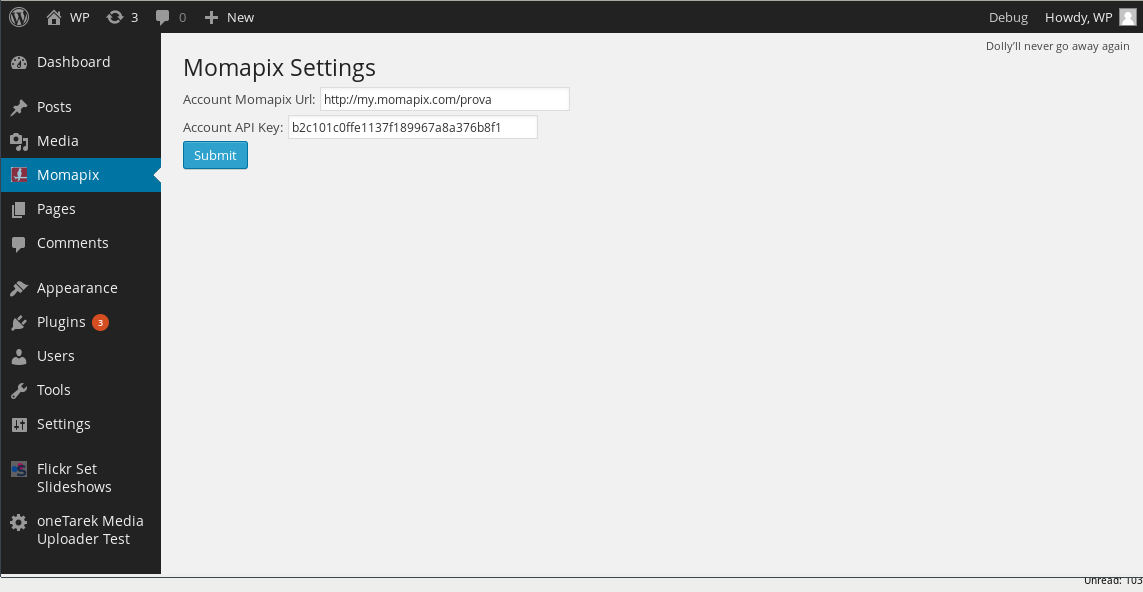 WP 3 0 New Debug Howdy, WP
Dolly’ll never go away again
Dashboard
Posts
Media
Momapix
Pages
Comments
Appearance
Plugins 3
Users
Tools
Settings
Flickr Set
Slideshows
oneTarek Media
Uploader Test
Momapix Settings
Account Momapix Url: http://my.momapix.com/prova
Account API Key: b2c101c0ffe1137f189967a8a376b8f1
Submit
Unread: 103